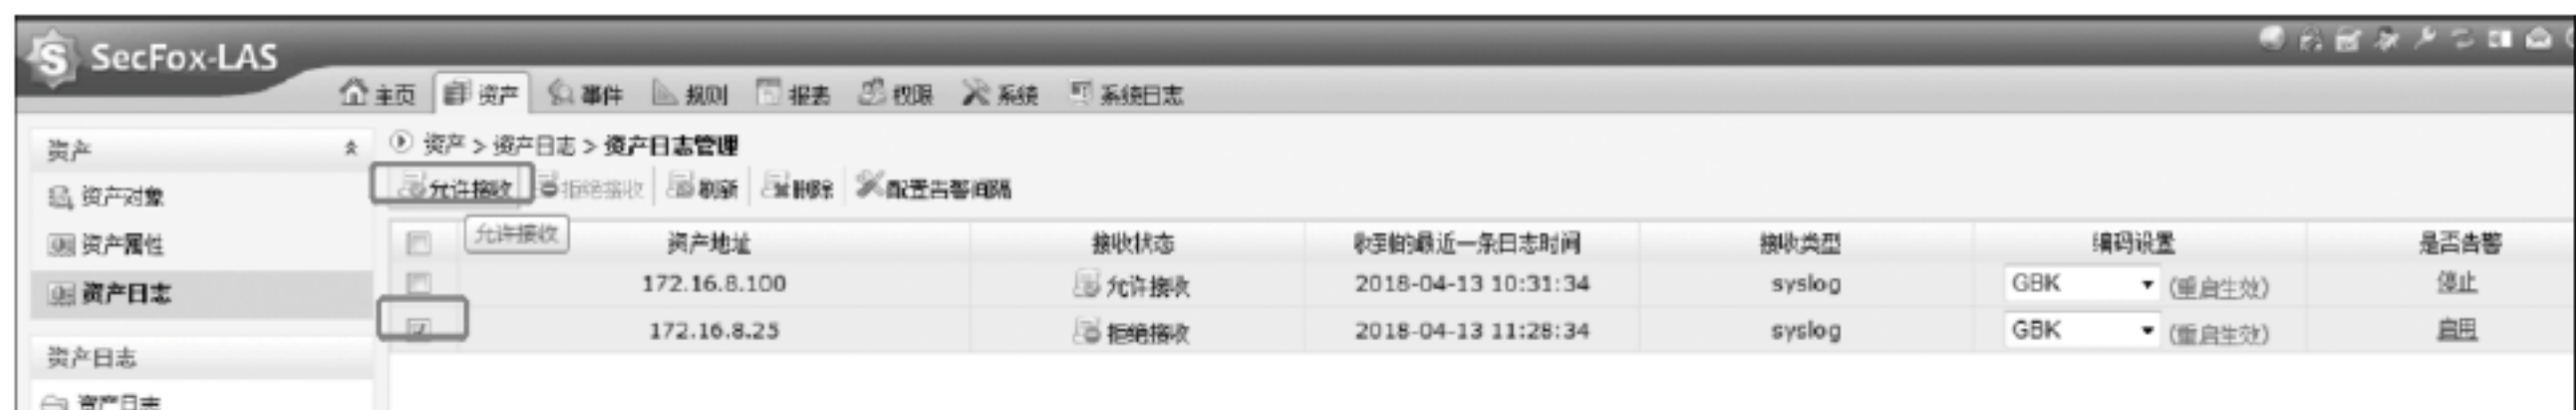 SecFox-LAS
主页 资产 事件 规则 报表 权限 系统 系统日志
资产
资产 > 资产日志 > 资产日志管理
允许接收 拒绝接收 刷新 删除 配置告警间隔
资产对象
允许接收
资产属性
资产地址 接收状态 收到的最近一条日志时间 接收类型 编码设置 是否告警
资产日志
172.16.8.100 允许接收 2018-04-13 10:31:34 syslog GBK (重启生效) 停止
172.16.8.25 拒绝接收 2018-04-13 11:28:34 syslog GBK (重启生效) 启用
资产日志
资产日志